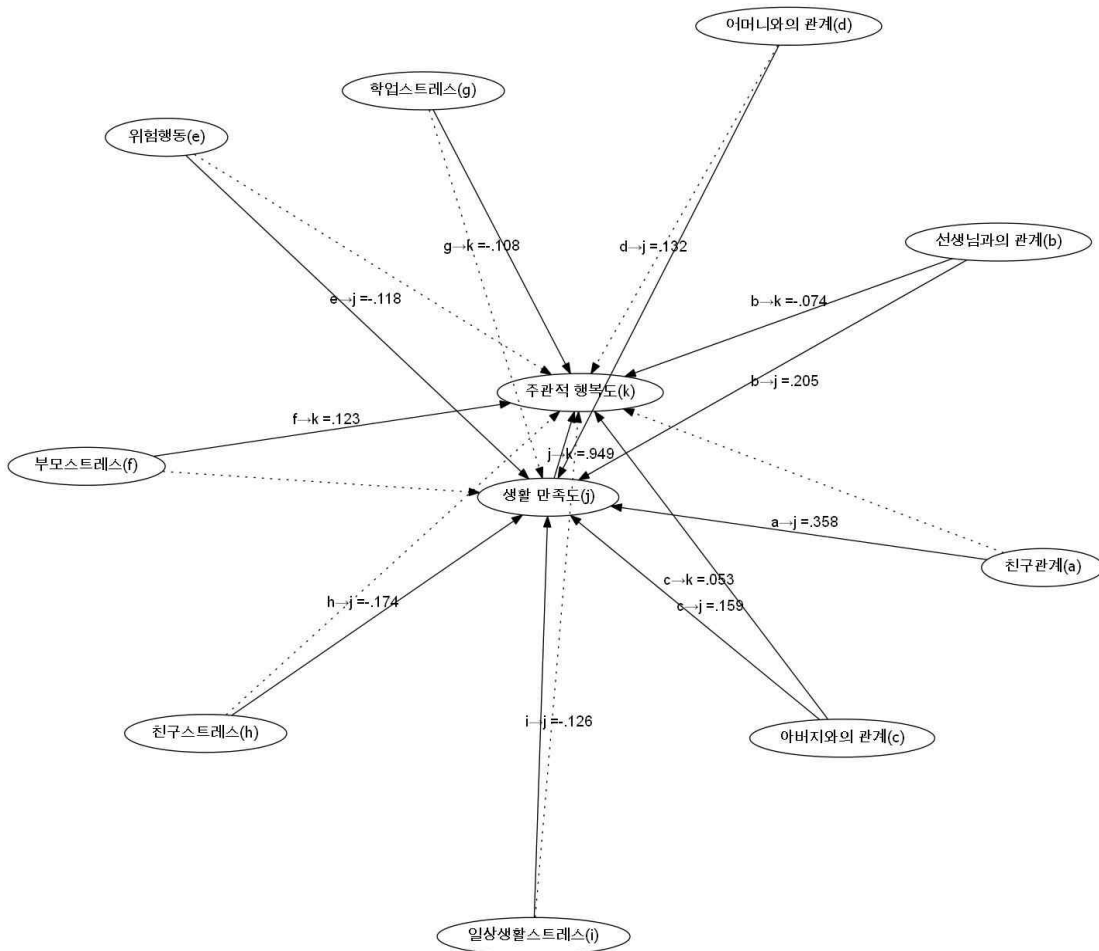 어머니와의 관계(d)
학업스트레스(g)
위험행동(e)
선생님과의 관계(b)
g→k =-.108
d→j =.132
e→j =-.118
b→k =-.074
b→j =.205
주관적 행복도(k)
f→k =.123
부모스트레스(f)
j→k =.949
생활 만족도(j)
a→j =.358
친구관계(a)
c→k =.053
h→j =-.174
c→j =.159
i→j =-.126
친구스트레스(h)
아버지와의 관계(c)
일상생활스트레스(i)